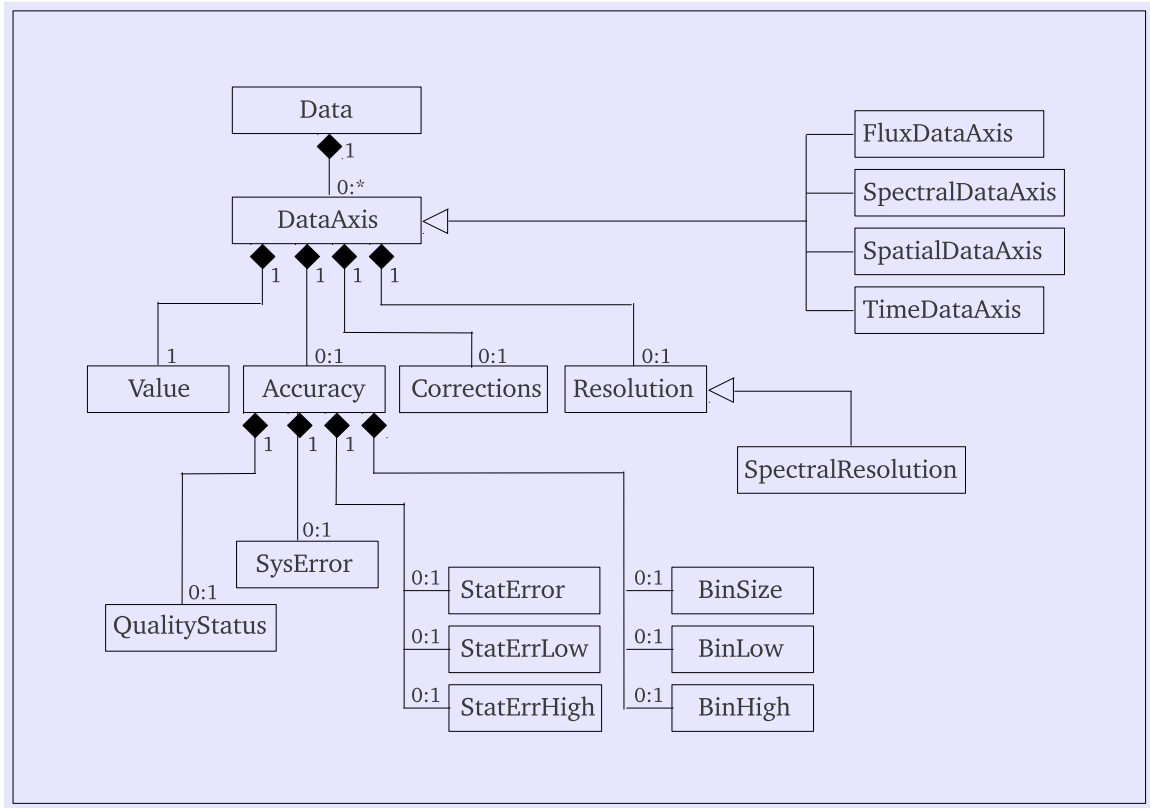 Data
1
0:*
DataAxis
1 1 1 1
FluxDataAxis
SpectralDataAxis
SpatialDataAxis
TimeDataAxis
1 0:1 0:1 0:1
Value Accuracy Corrections Resolution
1 1 1
SpectralResolution
0:1
SysError
0:1
QualityStatus
0:1 StatError 0:1 BinSize
0:1 StatErrLow 0:1 BinLow
0:1 StatErrHigh 0:1 BinHigh